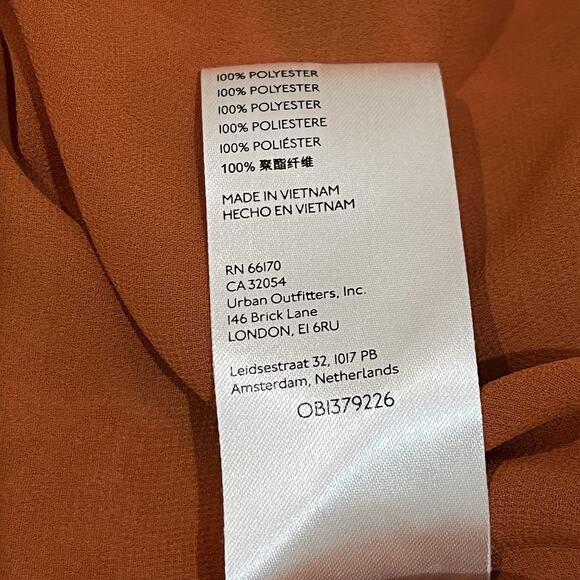 100% POLYESTER
100% POLYESTER
100% POLYESTER
100% POLIESTERE
100% POLIÉSTER
100% 聚酯纤维
MADE IN VIETNAM
HECHO EN VIETNAM
RN 66170
CA 32054
Urban Outfitters, Inc.
146 Brick Lane
LONDON, E1 6RU
Leidsestraat 32, 1017 PB
Amsterdam, Netherlands
OB1379226